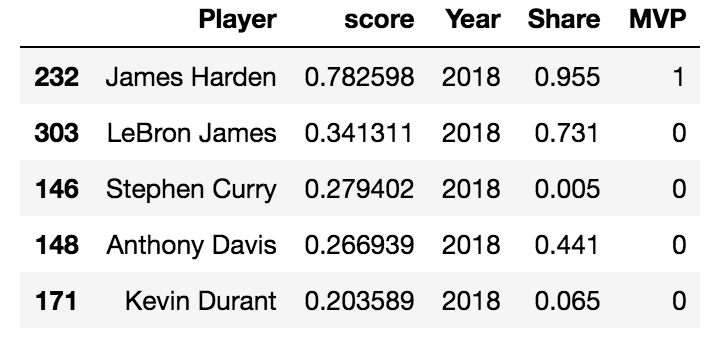 Player score Year Share MVP
232 James Harden 0.782598 2018 0.955 1
303 LeBron James 0.341311 2018 0.731 0
146 Stephen Curry 0.279402 2018 0.005 0
148 Anthony Davis 0.266939 2018 0.441 0
171 Kevin Durant 0.203589 2018 0.065 0